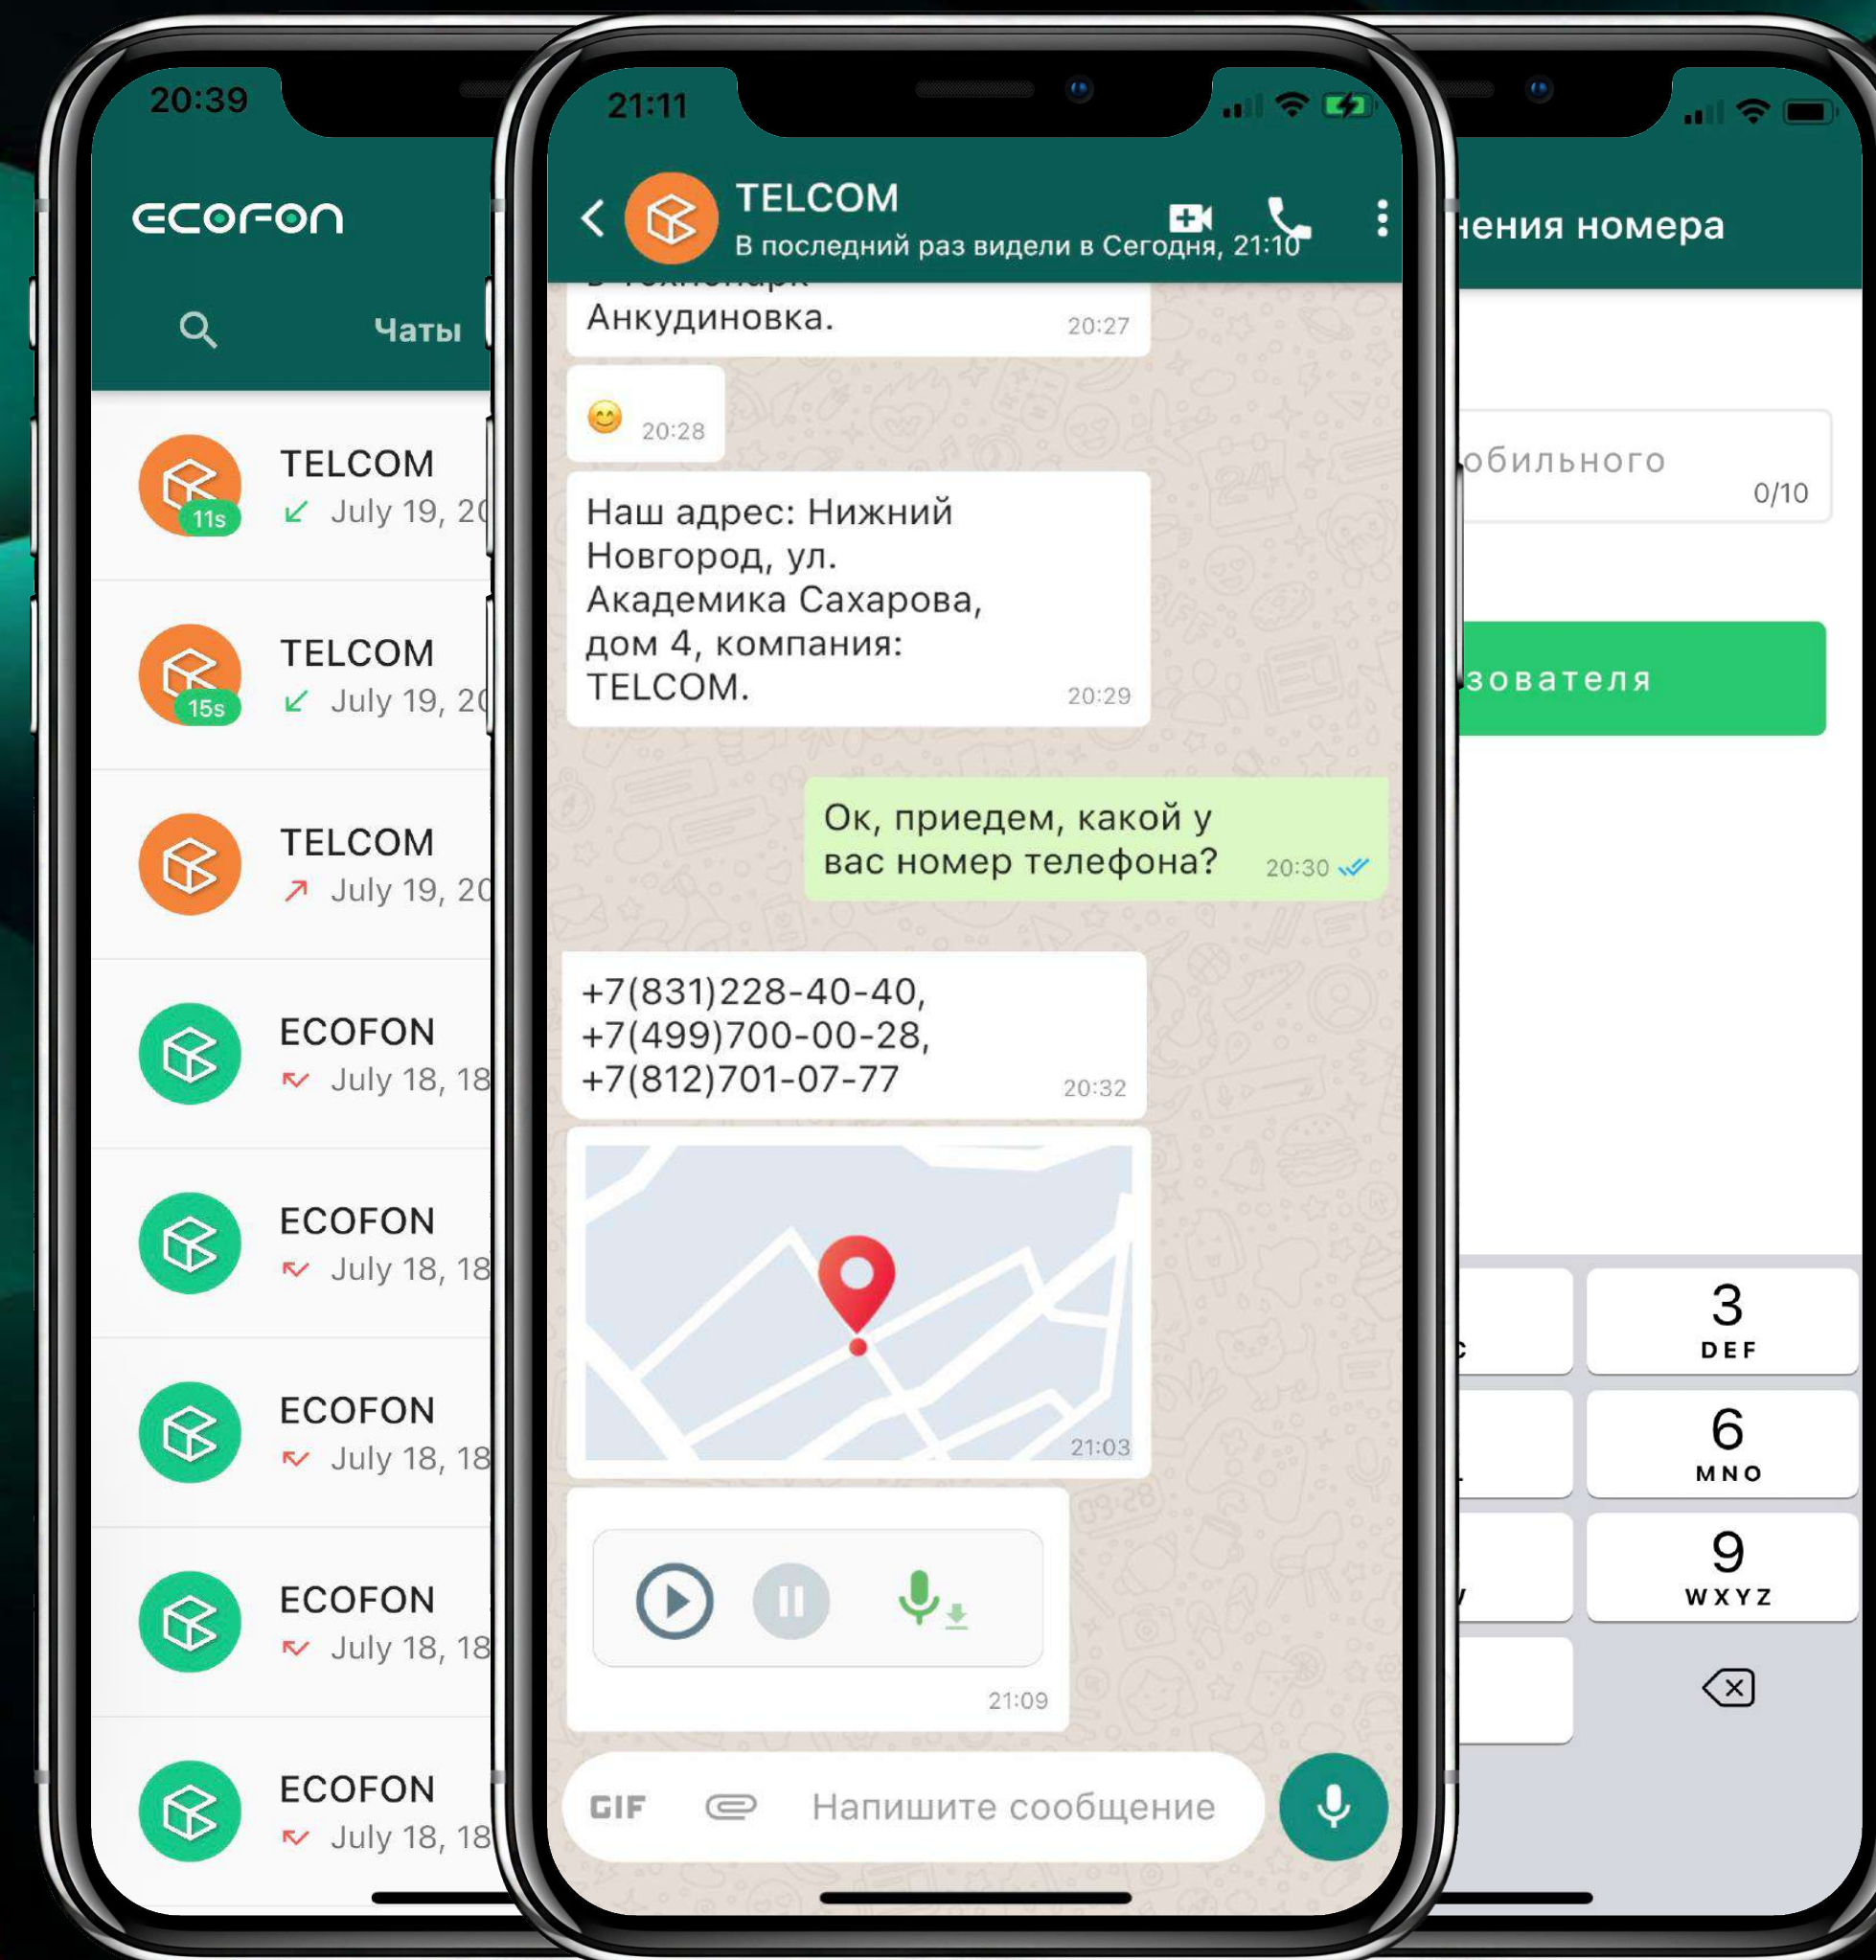 20:39
ECOFON
Чаты
TELCOM
11s
July 19, 20
TELCOM
15s
July 19, 20
TELCOM
July 19, 20
ECOFON
July 18, 18
ECOFON
July 18, 18
ECOFON
July 18, 18
ECOFON
July 18, 18
ECOFON
July 18, 18
21:11
TELCOM
В последний раз видели в Сегодня, 21:10
Анкудиновка.
20:27
😊 20:28
Наш адрес: Нижний
Новгород, ул.
Академика Сахарова,
дом 4, компания:
TELCOM.
20:29
Ок, приедем, какой у
вас номер телефона?
20:30
+7(831)228-40-40,
+7(499)700-00-28,
+7(812)701-07-77
20:32
21:03
21:09
GIF
Напишите сообщение
номера
обильного
0/10
зователя
3
DEF
6
MNO
9
WXYZ